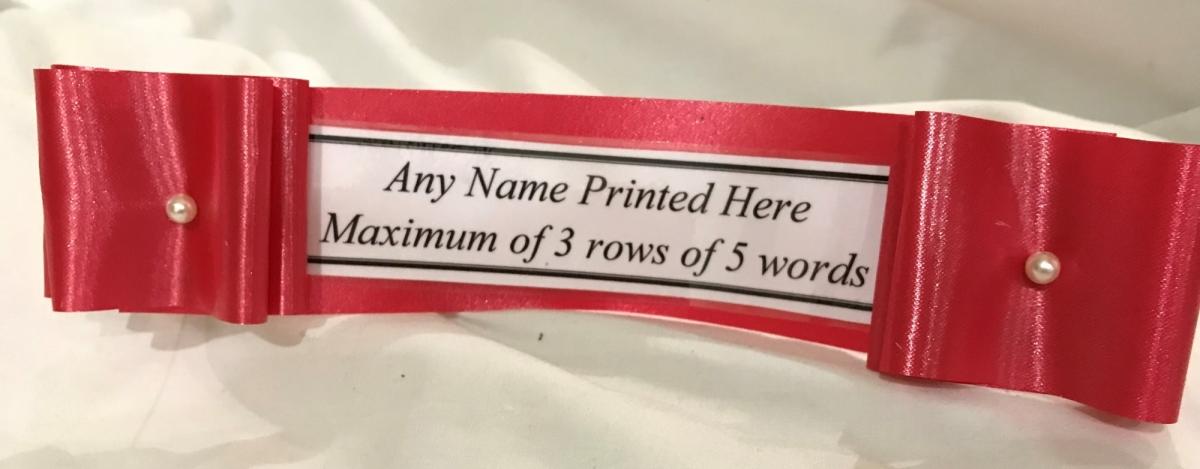 Any Name Printed Here
Maximum of 3 rows of 5 words